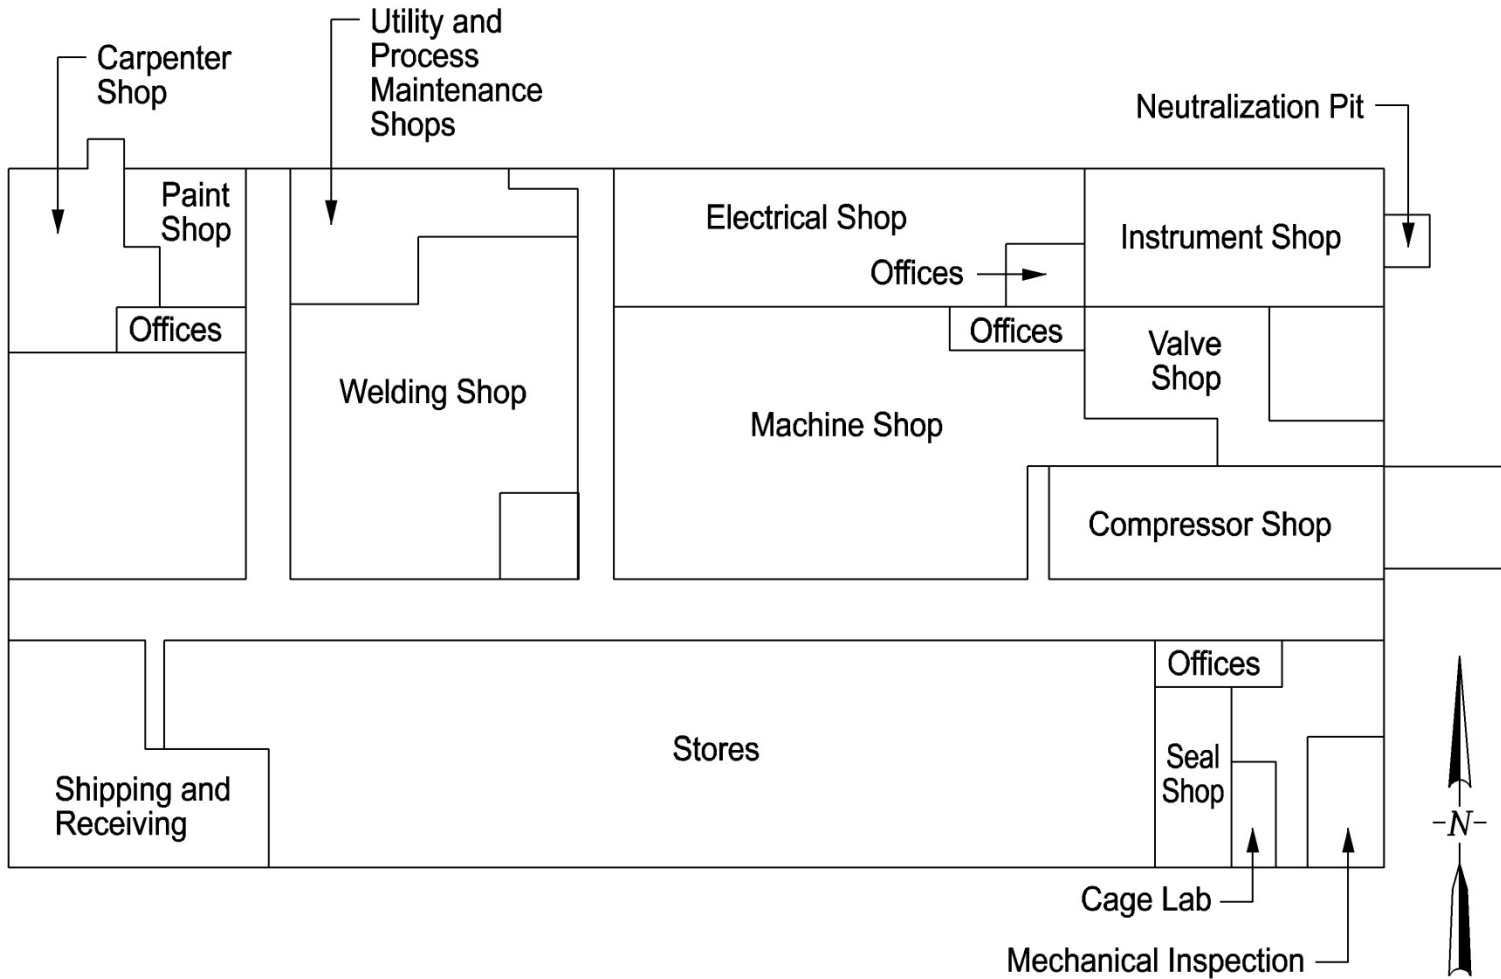 Utility and
Process
Maintenance
Shops
Carpenter
Shop
Neutralization Pit
Paint
Shop
Electrical Shop
Instrument Shop
Offices
Offices
Offices
Valve
Shop
Welding Shop
Machine Shop
Compressor Shop
Offices
Stores
Seal
Shop
Shipping and
Receiving
-N-
Cage Lab
Mechanical Inspection